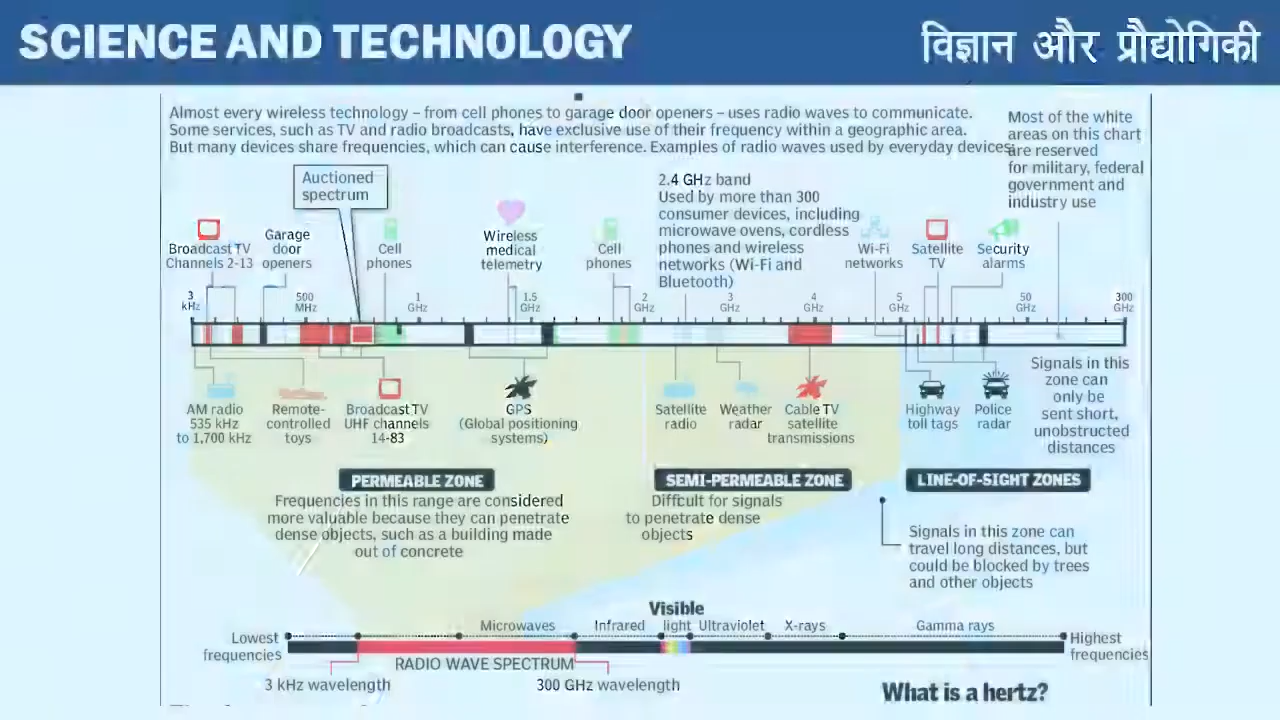 SCIENCE AND TECHNOLOGY
विज्ञान और प्रौद्योगिकी
Almost every wireless technology – from cell phones to garage door openers – uses radio waves to communicate.
Some services, such as TV and radio broadcasts, have exclusive use of their frequency within a geographic area.
But many devices share frequencies, which can cause interference. Examples of radio waves used by everyday devices:
Most of the white
areas on this chart
are reserved
for military, federal
government and
industry use
Auctioned
spectrum
2.4 GHz band
Used by more than 300
consumer devices, including
microwave ovens, cordless
phones and wireless
networks (Wi-Fi and
Bluetooth)
Broadcast TV
Channels 2-13
Garage
door
openers
Cell
phones
Wireless
medical
telemetry
Cell
phones
Wi-Fi
networks
Satellite
TV
Security
alarms
3
kHz
500
MHz
1
GHz
1.5
GHz
2
GHz
3
GHz
4
GHz
5
GHz
50
GHz
300
GHz
AM radio
535 kHz
to 1,700 kHz
Remote-
controlled
toys
Broadcast TV
UHF channels
14-83
GPS
(Global positioning
systems)
Satellite
radio
Weather
radar
Cable TV
satellite
transmissions
Highway
toll tags
Police
radar
Signals in this
zone can
only be
sent short,
unobstructed
distances
PERMEABLE ZONE
Frequencies in this range are considered
more valuable because they can penetrate
dense objects, such as a building made
out of concrete
SEMI-PERMEABLE ZONE
Difficult for signals
to penetrate dense
objects
LINE-OF-SIGHT ZONES
Signals in this zone can
travel long distances, but
could be blocked by trees
and other objects
Lowest
frequencies
Microwaves
Infrared
Visible
light
Ultraviolet
X-rays
Gamma rays
Highest
frequencies
RADIO WAVE SPECTRUM
3 kHz wavelength
300 GHz wavelength
What is a hertz?